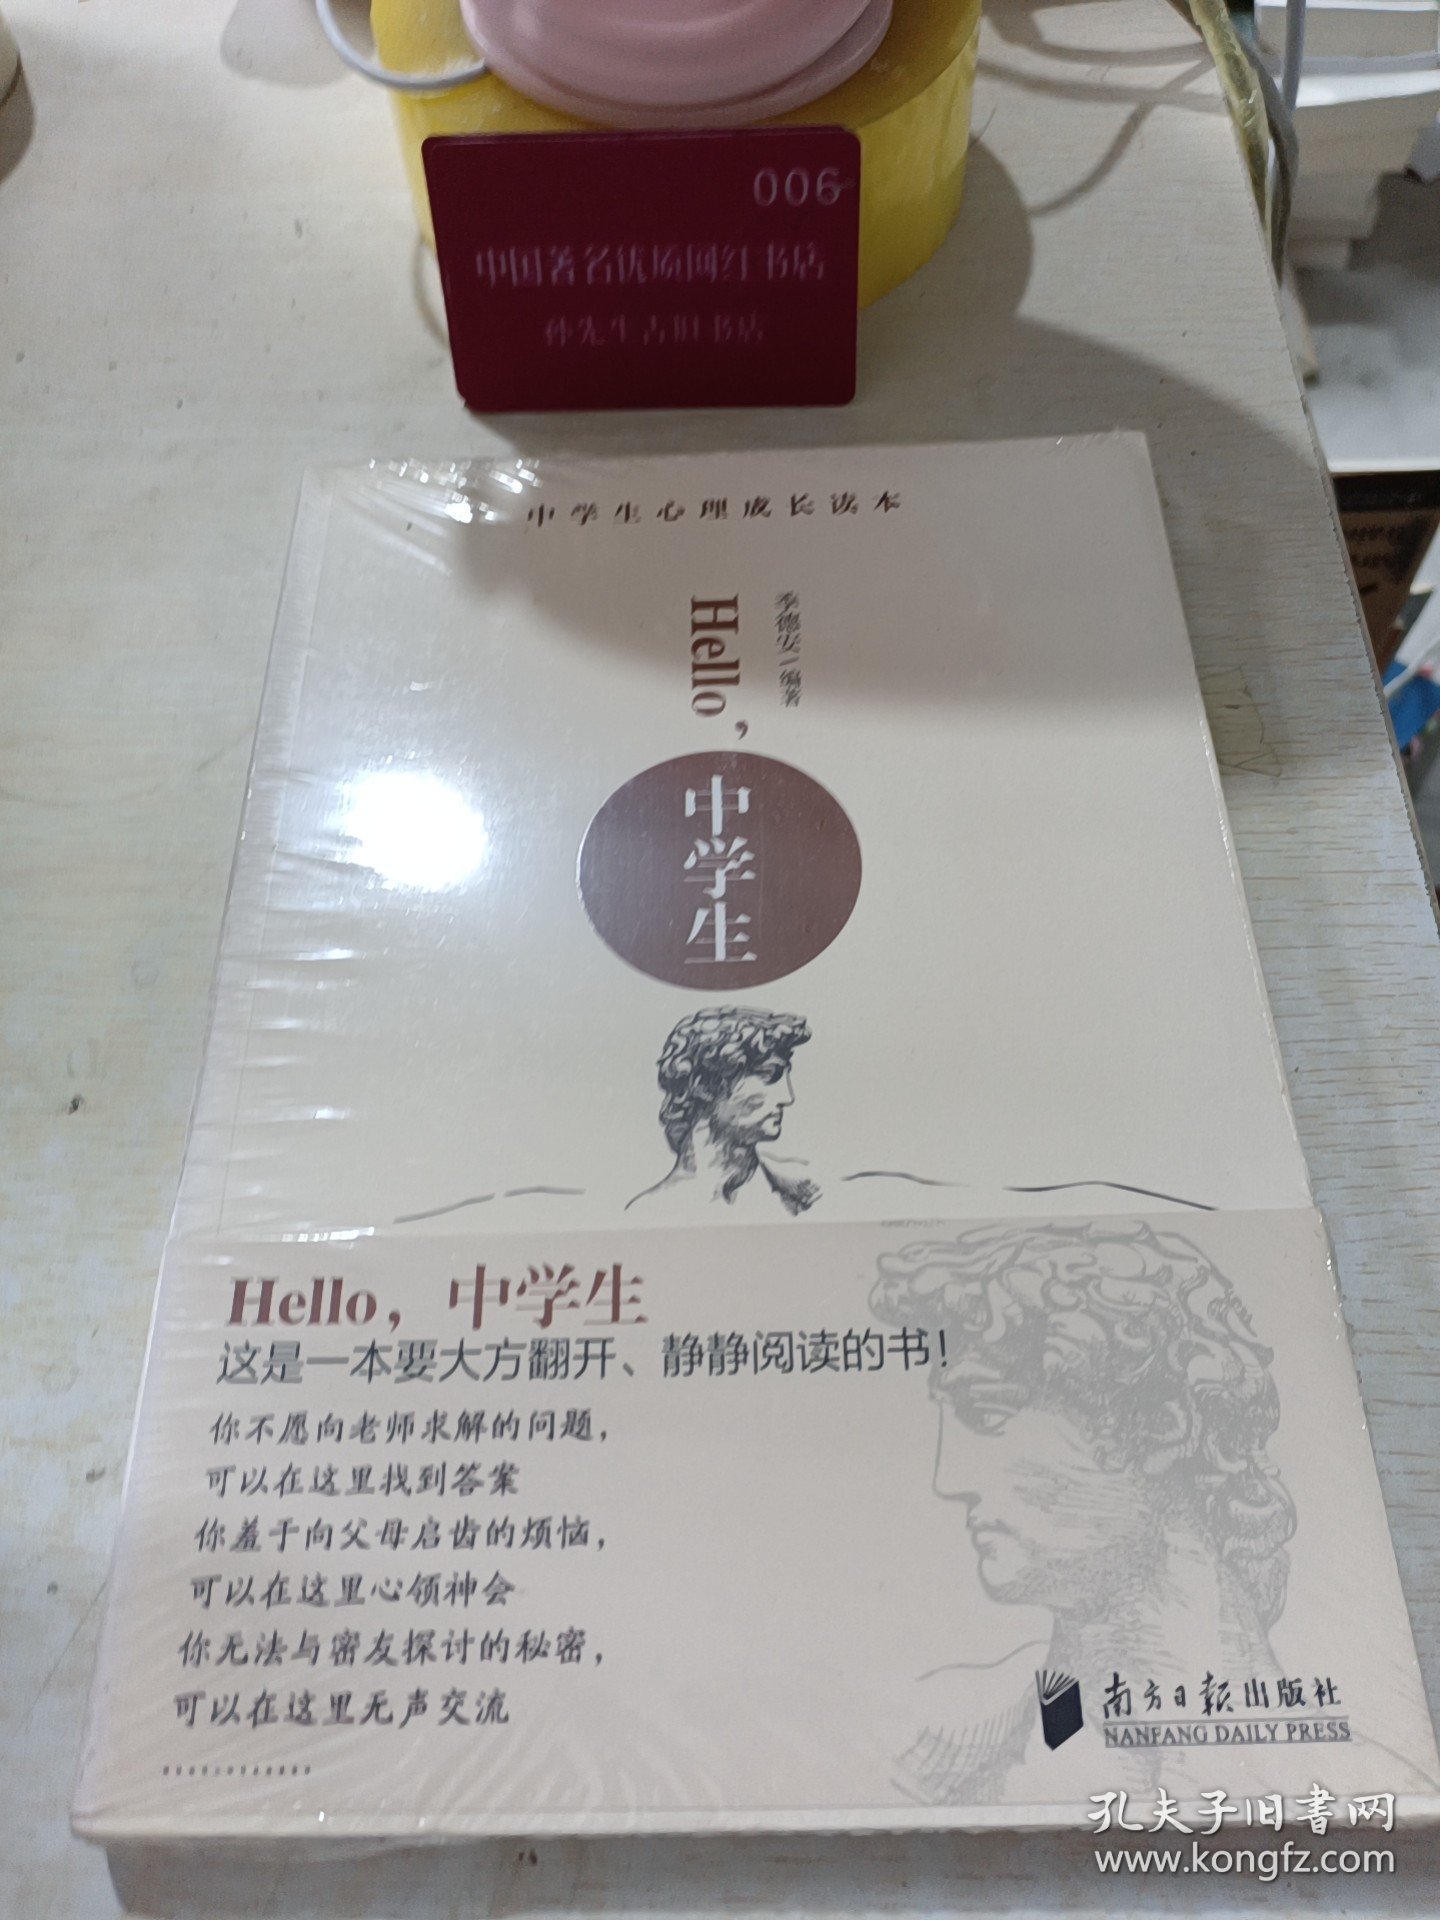 006
中国著名优质网红书店
孙先生古旧书店
中学生心理成长读本
Hello,
中学生
Hello，中学生
这是一本要大方翻开、静静阅读的书！
你不愿向老师求解的问题，
可以在这里找到答案
你羞于向父母启齿的烦恼，
可以在这里心领神会
你无法与密友探讨的秘密，
可以在这里无声交流
南方日报出版社
NANFANG DAILY PRESS
孔夫子旧书网
www.kongfz.com